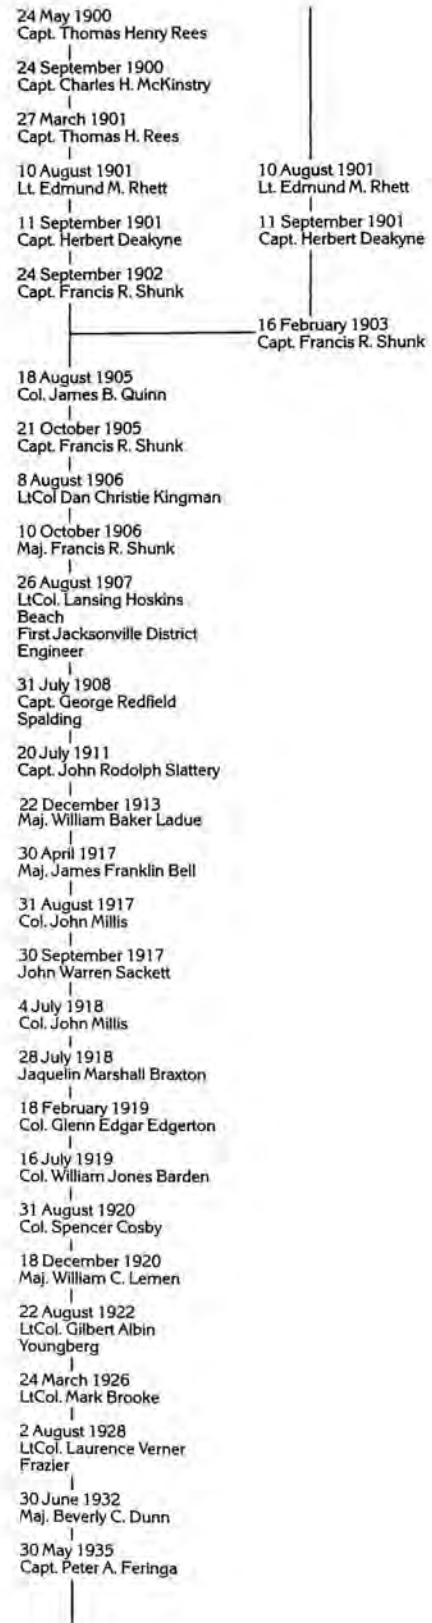 24 May 1900
Capt. Thomas Henry Rees
24 September 1900
Capt. Charles H. McKinstry
27 March 1901
Capt. Thomas H. Rees
10 August 1901
Lt. Edmund M. Rhett
11 September 1901
Capt. Herbert Deakyne
24 September 1902
Capt. Francis R. Shunk
10 August 1901
Lt. Edmund M. Rhett
11 September 1901
Capt. Herbert Deakyne
16 February 1903
Capt. Francis R. Shunk
18 August 1905
Col. James B. Quinn
21 October 1905
Capt. Francis R. Shunk
8 August 1906
LtCol Dan Christie Kingman
10 October 1906
Maj. Francis R. Shunk
26 August 1907
LtCol. Lansing Hoskins
Beach
First Jacksonville District
Engineer
31 July 1908
Capt. George Redfield
Spalding
20 July 1911
Capt. John Rodolph Slattery
22 December 1913
Maj. William Baker Ladue
30 April 1917
Maj. James Franklin Bell
31 August 1917
Col. John Millis
30 September 1917
John Warren Sackett
4 July 1918
Col. John Millis
28 July 1918
Jaquelin Marshall Braxton
18 February 1919
Col. Glenn Edgar Edgerton
16 July 1919
Col. William Jones Barden
31 August 1920
Col. Spencer Cosby
18 December 1920
Maj. William C. Lemen
22 August 1922
LtCol. Gilbert Albin
Youngberg
24 March 1926
LtCol. Mark Brooke
2 August 1928
LtCol. Laurence Verner
Frazier
30 June 1932
Maj. Beverly C. Dunn
30 May 1935
Capt. Peter A. Feringa